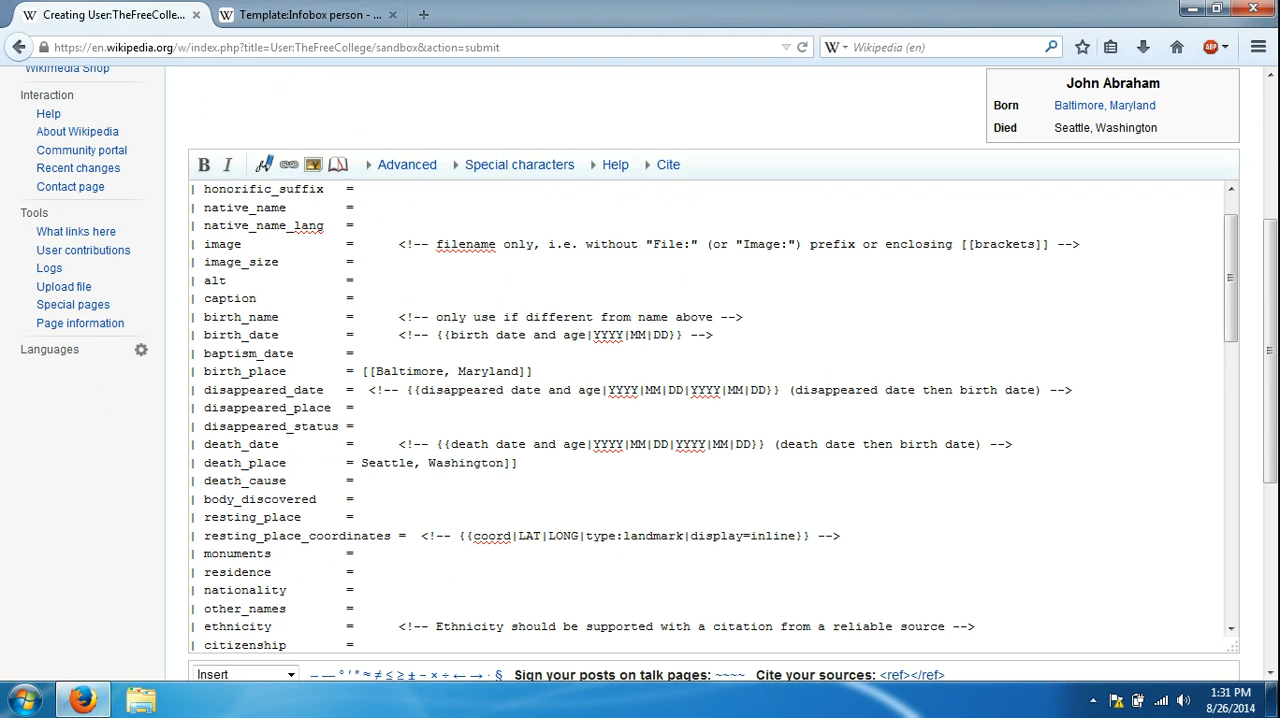 Creating User:TheFreeColle... ×
Template:Infobox person - ... ×
https://en.wikipedia.org/w/index.php?title=User:TheFreeCollege/sandbox&action=submit
Wikipedia (en)
ABP
Wikimedia Shop
Interaction
Help
About Wikipedia
Community portal
Recent changes
Contact page
Tools
What links here
User contributions
Logs
Upload file
Special pages
Page information
Languages
John Abraham
Born Baltimore, Maryland
Died Seattle, Washington
B I Advanced Special characters Help Cite
| honorific_suffix =
| native_name =
| native_name_lang =
| image = <!-- filename only, i.e. without "File:" (or "Image:") prefix or enclosing [[brackets]] -->
| image_size =
| alt =
| caption =
| birth_name = <!-- only use if different from name above -->
| birth_date = <!-- {{birth date and age|YYYY|MM|DD}} -->
| baptism_date =
| birth_place = [[Baltimore, Maryland]]
| disappeared_date = <!-- {{disappeared date and age|YYYY|MM|DD|YYYY|MM|DD}} (disappeared date then birth date) -->
| disappeared_place =
| disappeared_status =
| death_date = <!-- {{death date and age|YYYY|MM|DD|YYYY|MM|DD}} (death date then birth date) -->
| death_place = Seattle, Washington]]
| death_cause =
| body_discovered =
| resting_place =
| resting_place_coordinates = <!-- {{coord|LAT|LONG|type:landmark|display=inline}} -->
| monuments =
| residence =
| nationality =
| other_names =
| ethnicity = <!-- Ethnicity should be supported with a citation from a reliable source -->
| citizenship =
Insert – — ° ′ ″ ≈ ≠ ≤ ≥ ± − × ÷ ← → · § Sign your posts on talk pages: ~~~~ Cite your sources: <ref></ref>
1:31 PM
8/26/2014